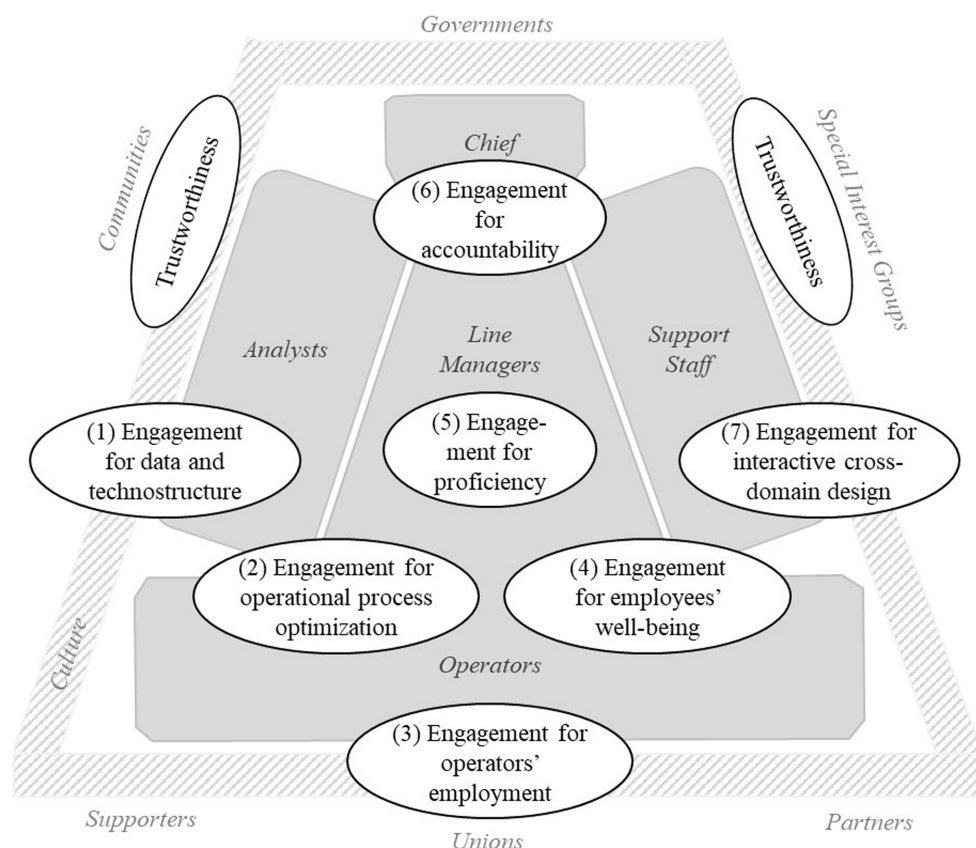 Governments
Communities
Trustworthiness
Chief
(6) Engagement
for
accountability
Trustworthiness
Special Interest Groups
Analysts
Line
Managers
Support
Staff
(1) Engagement
for data and
technostructure
(5) Engage-
ment for
proficiency
(7) Engagement for
interactive cross-
domain design
(2) Engagement for
operational process
optimization
(4) Engagement
for employees’
well-being
Culture
Operators
(3) Engagement for
operators’
employment
Supporters
Unions
Partners